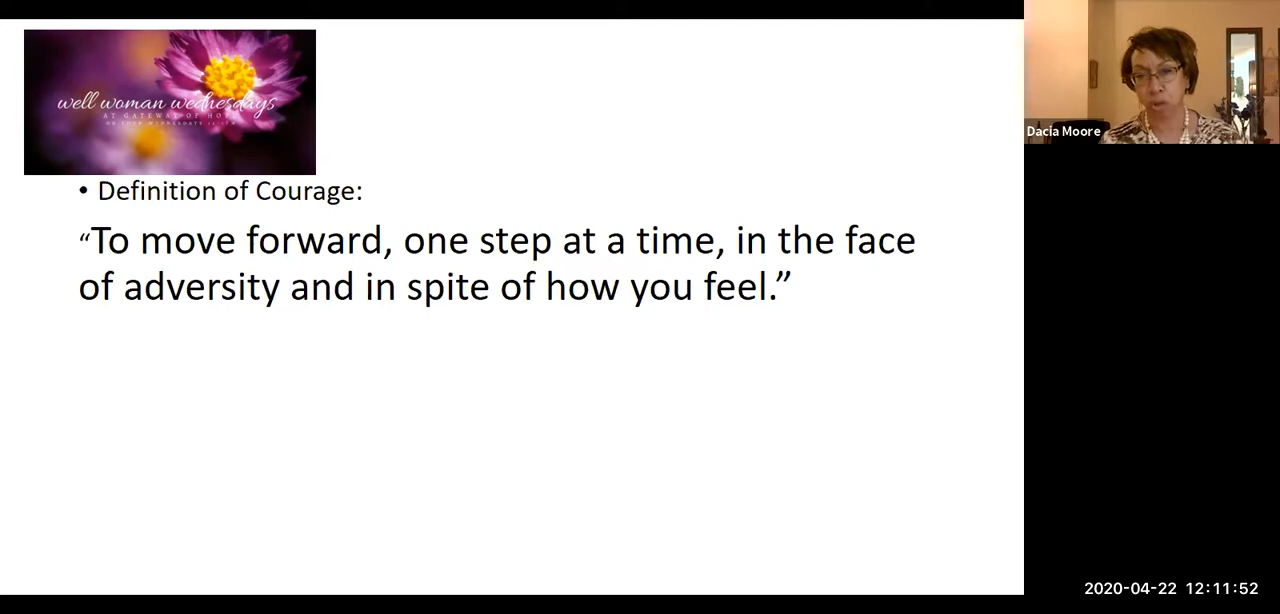 well woman wednesdays
AT GATEWAY OF HOPE
• Definition of Courage:
“To move forward, one step at a time, in the face
of adversity and in spite of how you feel.”
Dacia Moore
2020-04-22 12:11:52